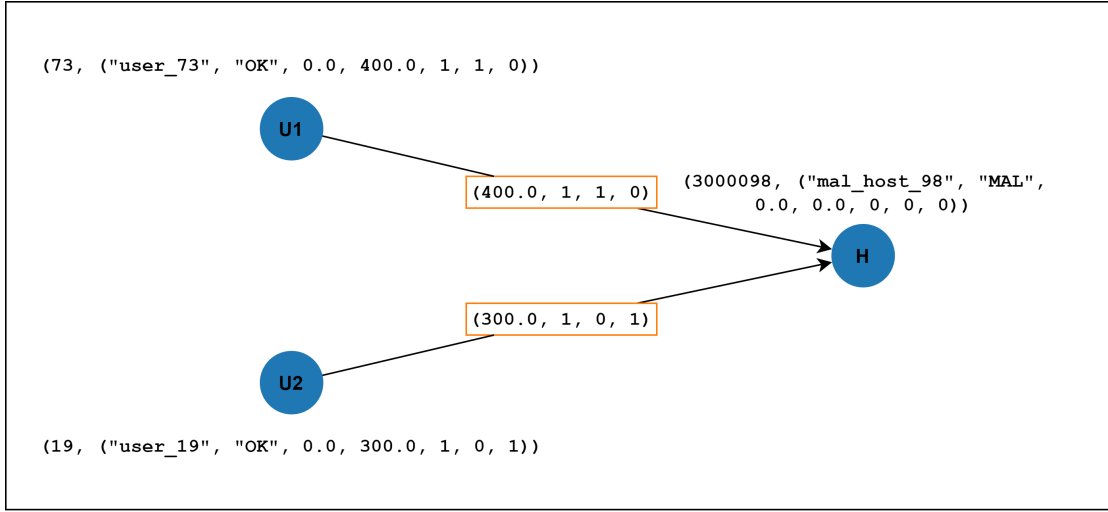 (73, ("user_73", "OK", 0.0, 400.0, 1, 1, 0))
U1
(400.0, 1, 1, 0)
(3000098, ("mal_host_98", "MAL",
0.0, 0.0, 0, 0, 0))
H
(300.0, 1, 0, 1)
U2
(19, ("user_19", "OK", 0.0, 300.0, 1, 0, 1))